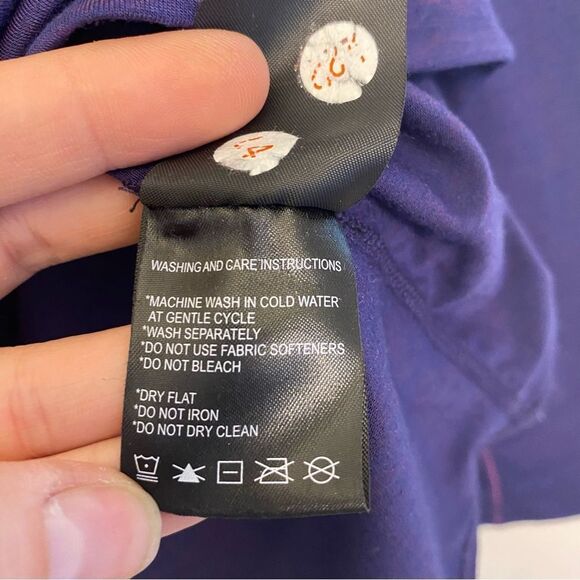 WASHING AND CARE INSTRUCTIONS
*MACHINE WASH IN COLD WATER
AT GENTLE CYCLE
*WASH SEPARATELY
*DO NOT USE FABRIC SOFTENERS
*DO NOT BLEACH
*DRY FLAT
*DO NOT IRON
*DO NOT DRY CLEAN